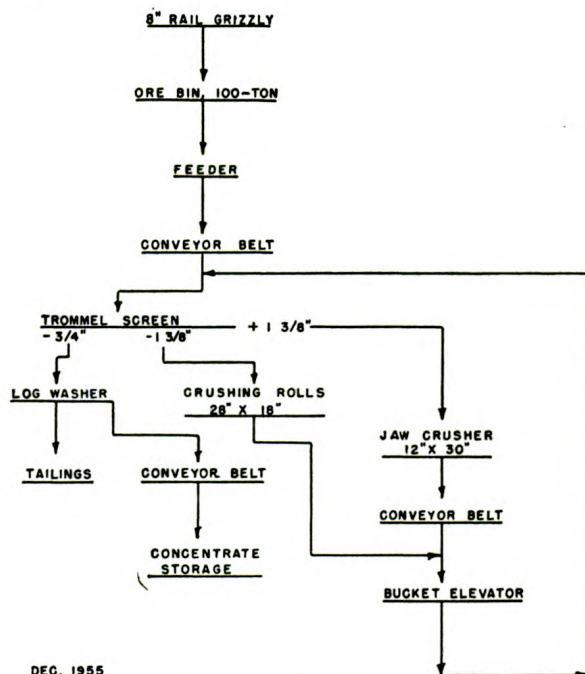 8" RAIL GRIZZLY
ORE BIN, 100-TON
FEEDER
CONVEYOR BELT
TROMMEL SCREEN
+ 1 3/8"
- 3/4"
-1 3/8"
LOG WASHER
CRUSHING ROLLS
28" X 18"
JAW CRUSHER
12" X 30"
TAILINGS
CONVEYOR BELT
CONVEYOR BELT
CONCENTRATE
STORAGE
BUCKET ELEVATOR
DEC. 1955